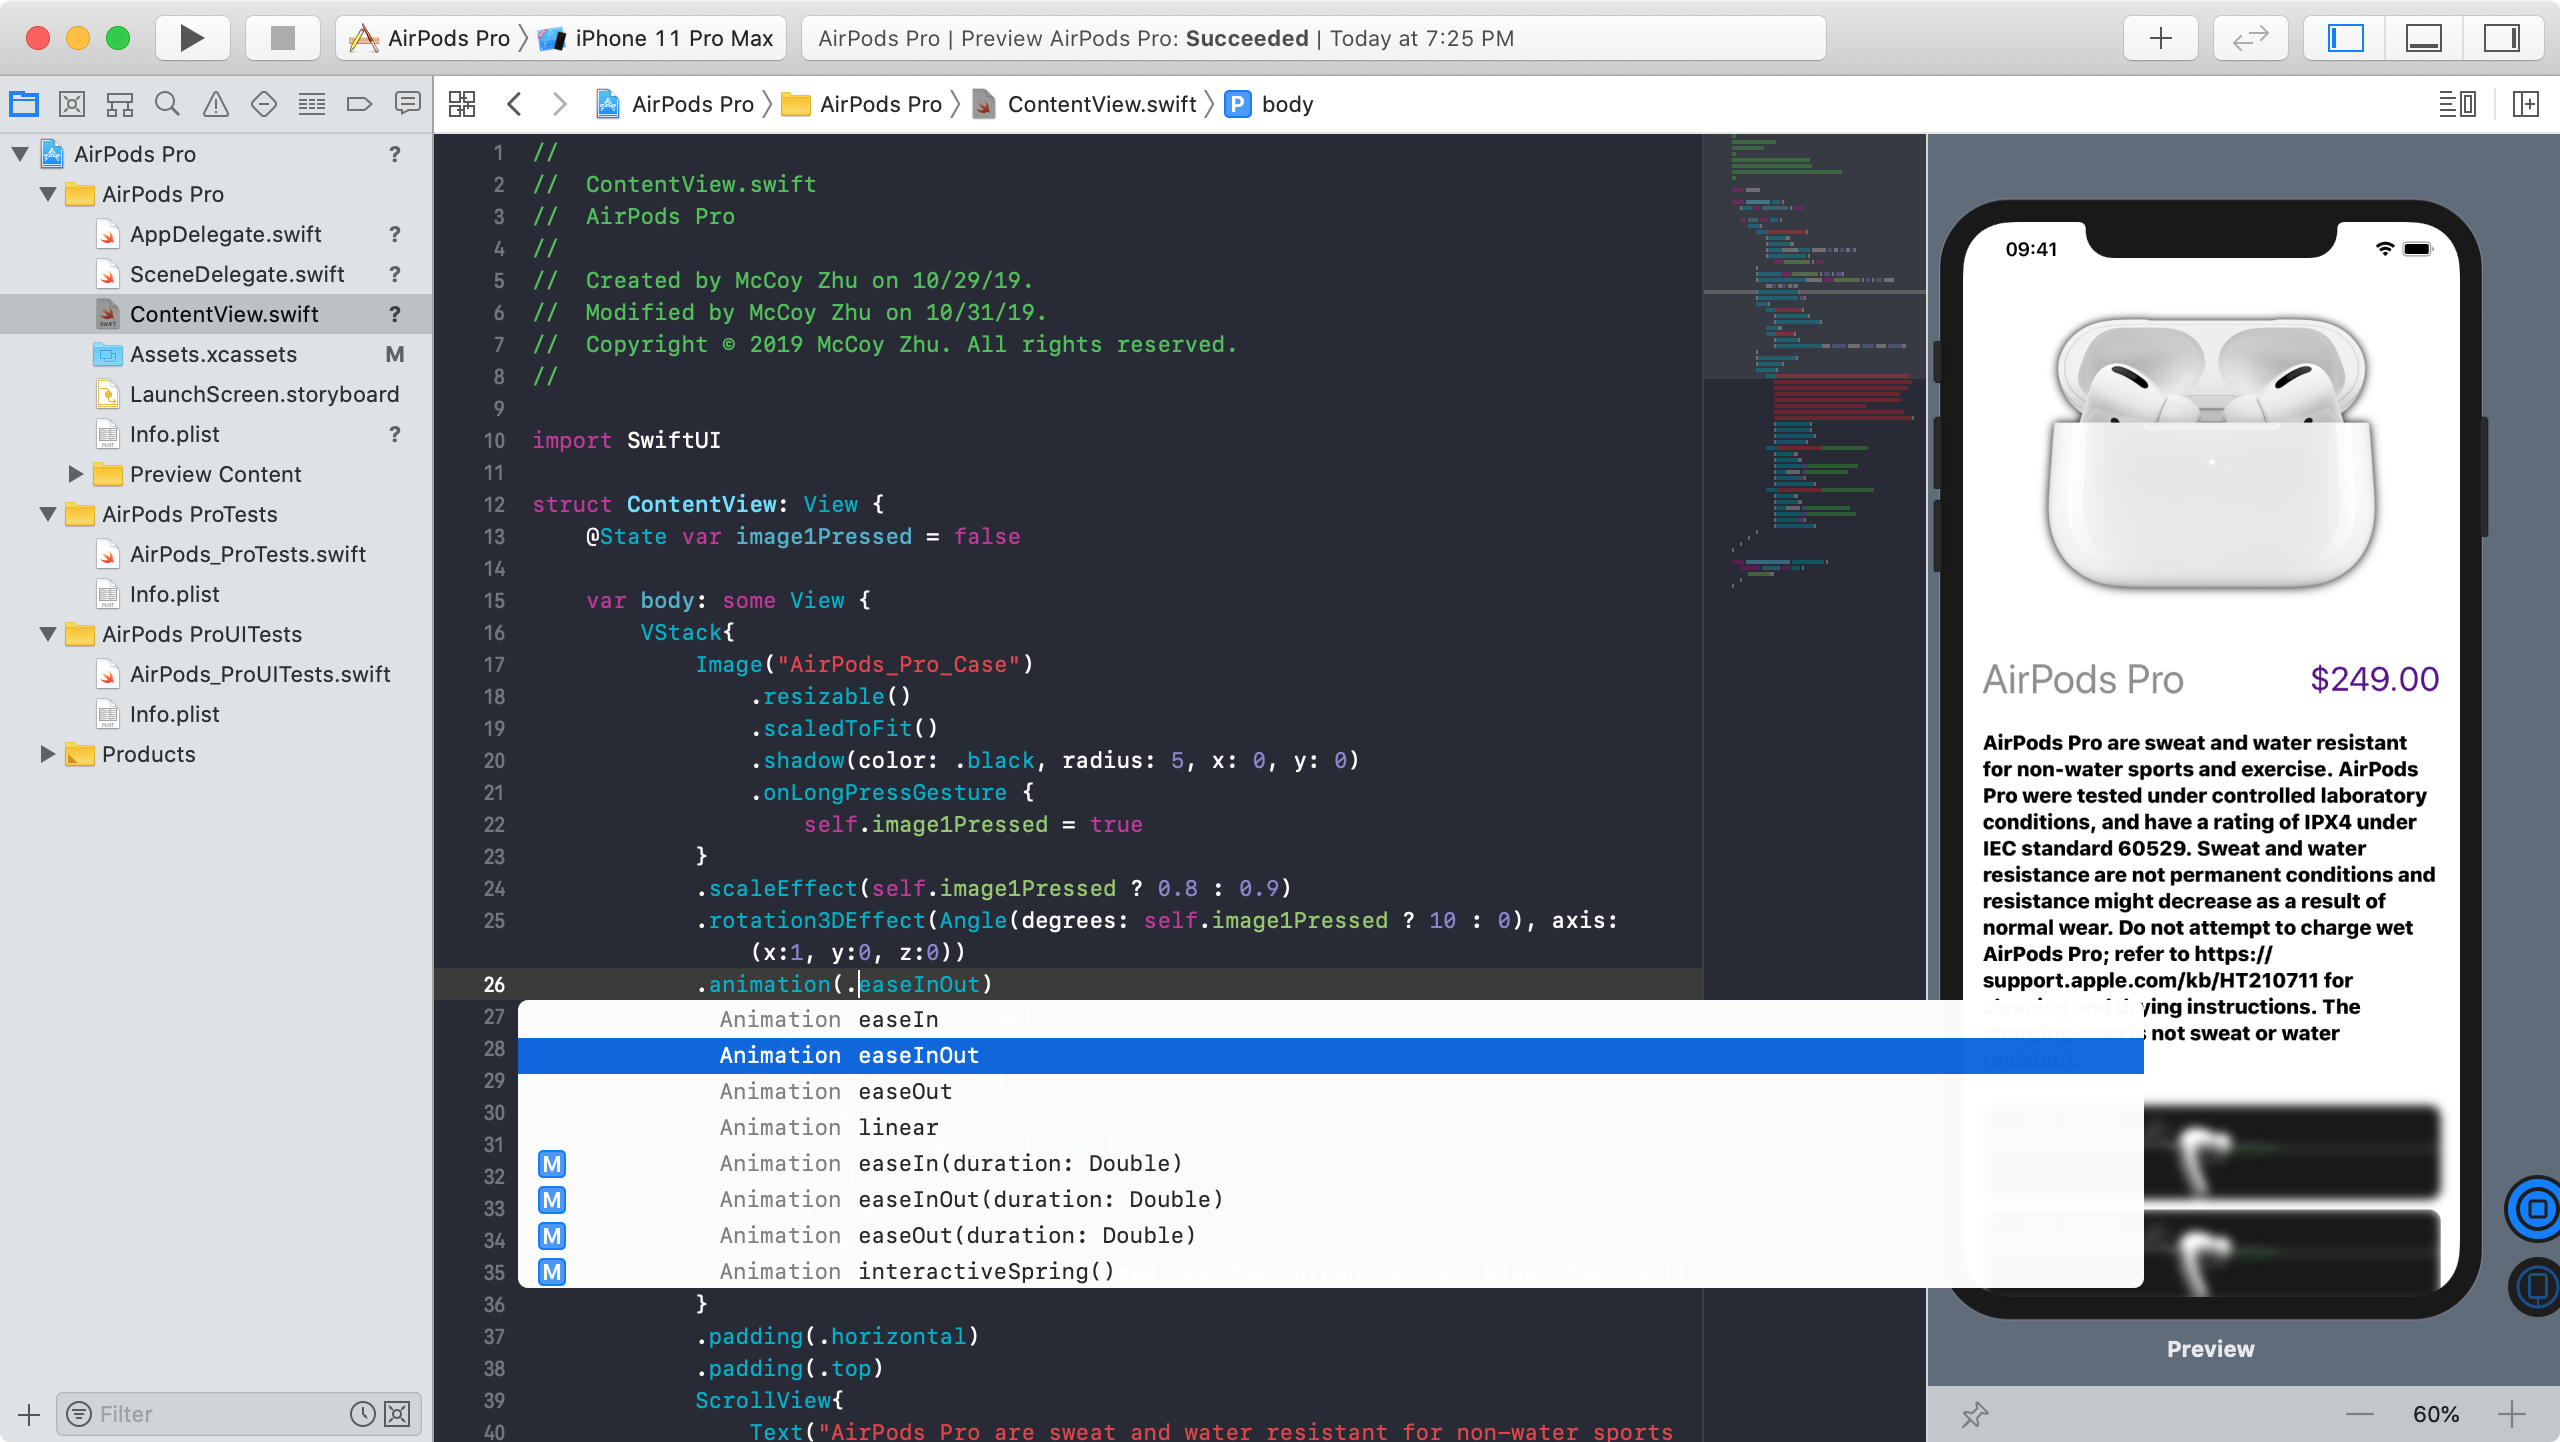 AirPods Pro iPhone 11 Pro Max
AirPods Pro | Preview AirPods Pro: Succeeded | Today at 7:25 PM
AirPods Pro AirPods Pro ContentView.swift P body
AirPods Pro ?
AirPods Pro
AppDelegate.swift ?
SceneDelegate.swift ?
ContentView.swift ?
Assets.xcassets M
LaunchScreen.storyboard
Info.plist ?
Preview Content
AirPods ProTests
AirPods_ProTests.swift
Info.plist
AirPods ProUITests
AirPods_ProUITests.swift
Info.plist
Products
Filter
1 //
2 //  ContentView.swift
3 //  AirPods Pro
4 //
5 //  Created by McCoy Zhu on 10/29/19.
6 //  Modified by McCoy Zhu on 10/31/19.
7 //  Copyright © 2019 McCoy Zhu. All rights reserved.
8 //
9
10 import SwiftUI
11
12 struct ContentView: View {
13 @State var image1Pressed = false
14
15 var body: some View {
16 VStack{
17 Image("AirPods_Pro_Case")
18 .resizable()
19 .scaledToFit()
20 .shadow(color: .black, radius: 5, x: 0, y: 0)
21 .onLongPressGesture {
22 self.image1Pressed = true
23 }
24 .scaleEffect(self.image1Pressed ? 0.8 : 0.9)
25 .rotation3DEffect(Angle(degrees: self.image1Pressed ? 10 : 0), axis:
(x:1, y:0, z:0))
26 .animation(.easeInOut)
27 Animation easeIn
28 Animation easeInOut
29 Animation easeOut
30 Animation linear
31 M Animation easeIn(duration: Double)
32 M Animation easeInOut(duration: Double)
33
34 M Animation easeOut(duration: Double)
35 M Animation interactiveSpring()
36 }
37 .padding(.horizontal)
38 .padding(.top)
39 ScrollView{
40 Text("AirPods Pro are sweat and water resistant for non-water sports
09:41
AirPods Pro $249.00
AirPods Pro are sweat and water resistant
for non-water sports and exercise. AirPods
Pro were tested under controlled laboratory
conditions, and have a rating of IPX4 under
IEC standard 60529. Sweat and water
resistance are not permanent conditions and
resistance might decrease as a result of
normal wear. Do not attempt to charge wet
AirPods Pro; refer to https://
support.apple.com/kb/HT210711 for
cleaning and drying instructions. The
charging case is not sweat or water
resistant.
Preview
60%